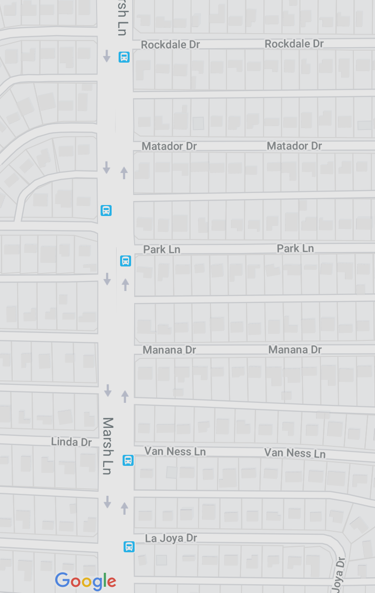 rsh Ln
Rockdale Dr Rockdale Dr
Matador Dr Matador Dr
Park Ln Park Ln
Manana Dr Manana Dr
Marsh Ln
Linda Dr
Van Ness Ln Van Ness Ln
La Joya Dr
Joya Dr
Google